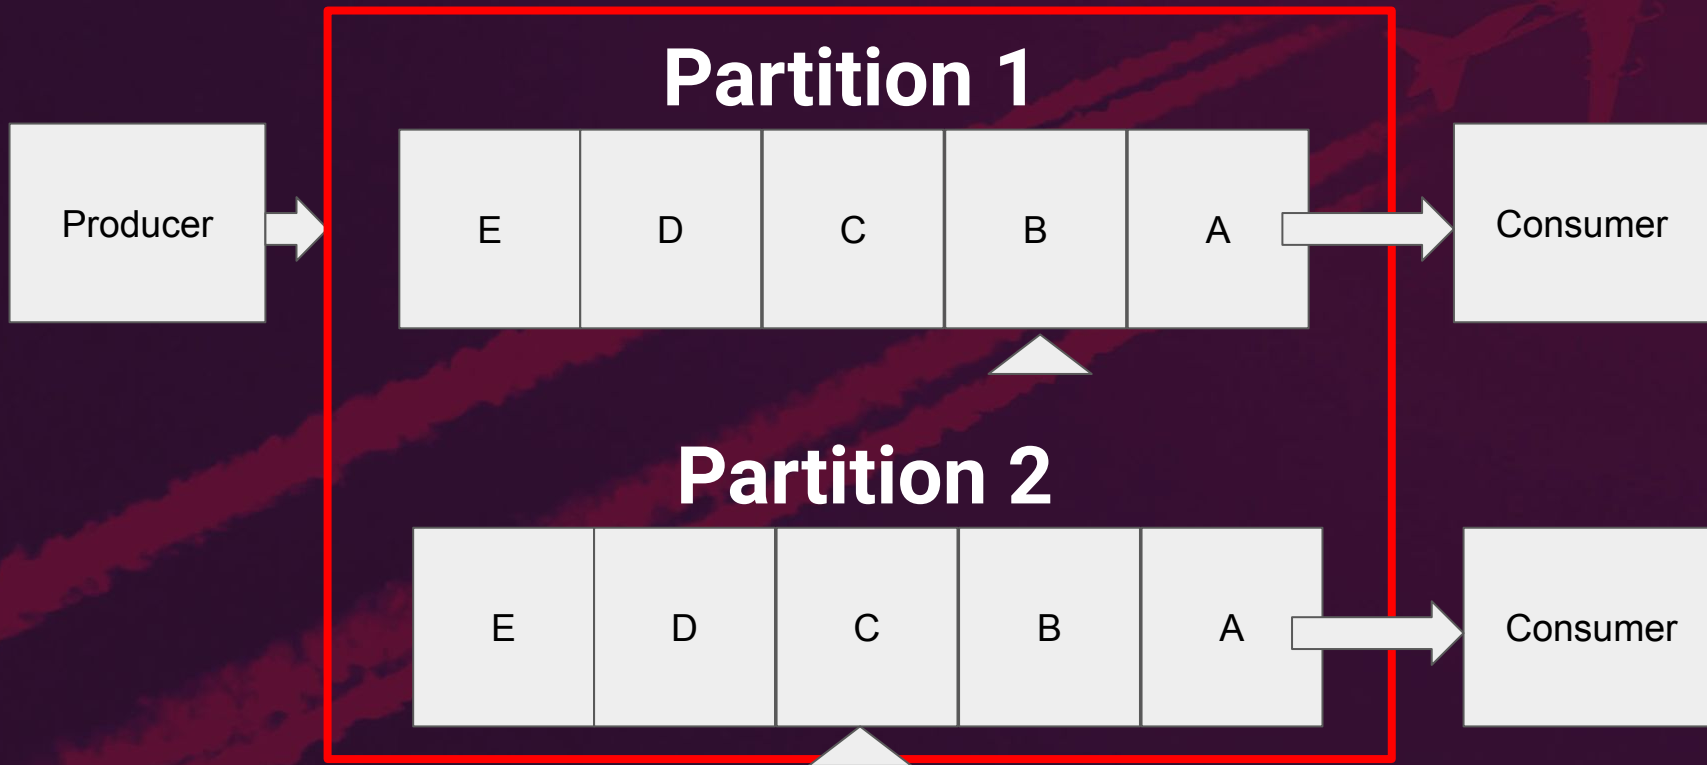 Partition 1
Producer
E D C B A
Consumer
Partition 2
E D C B A
Consumer